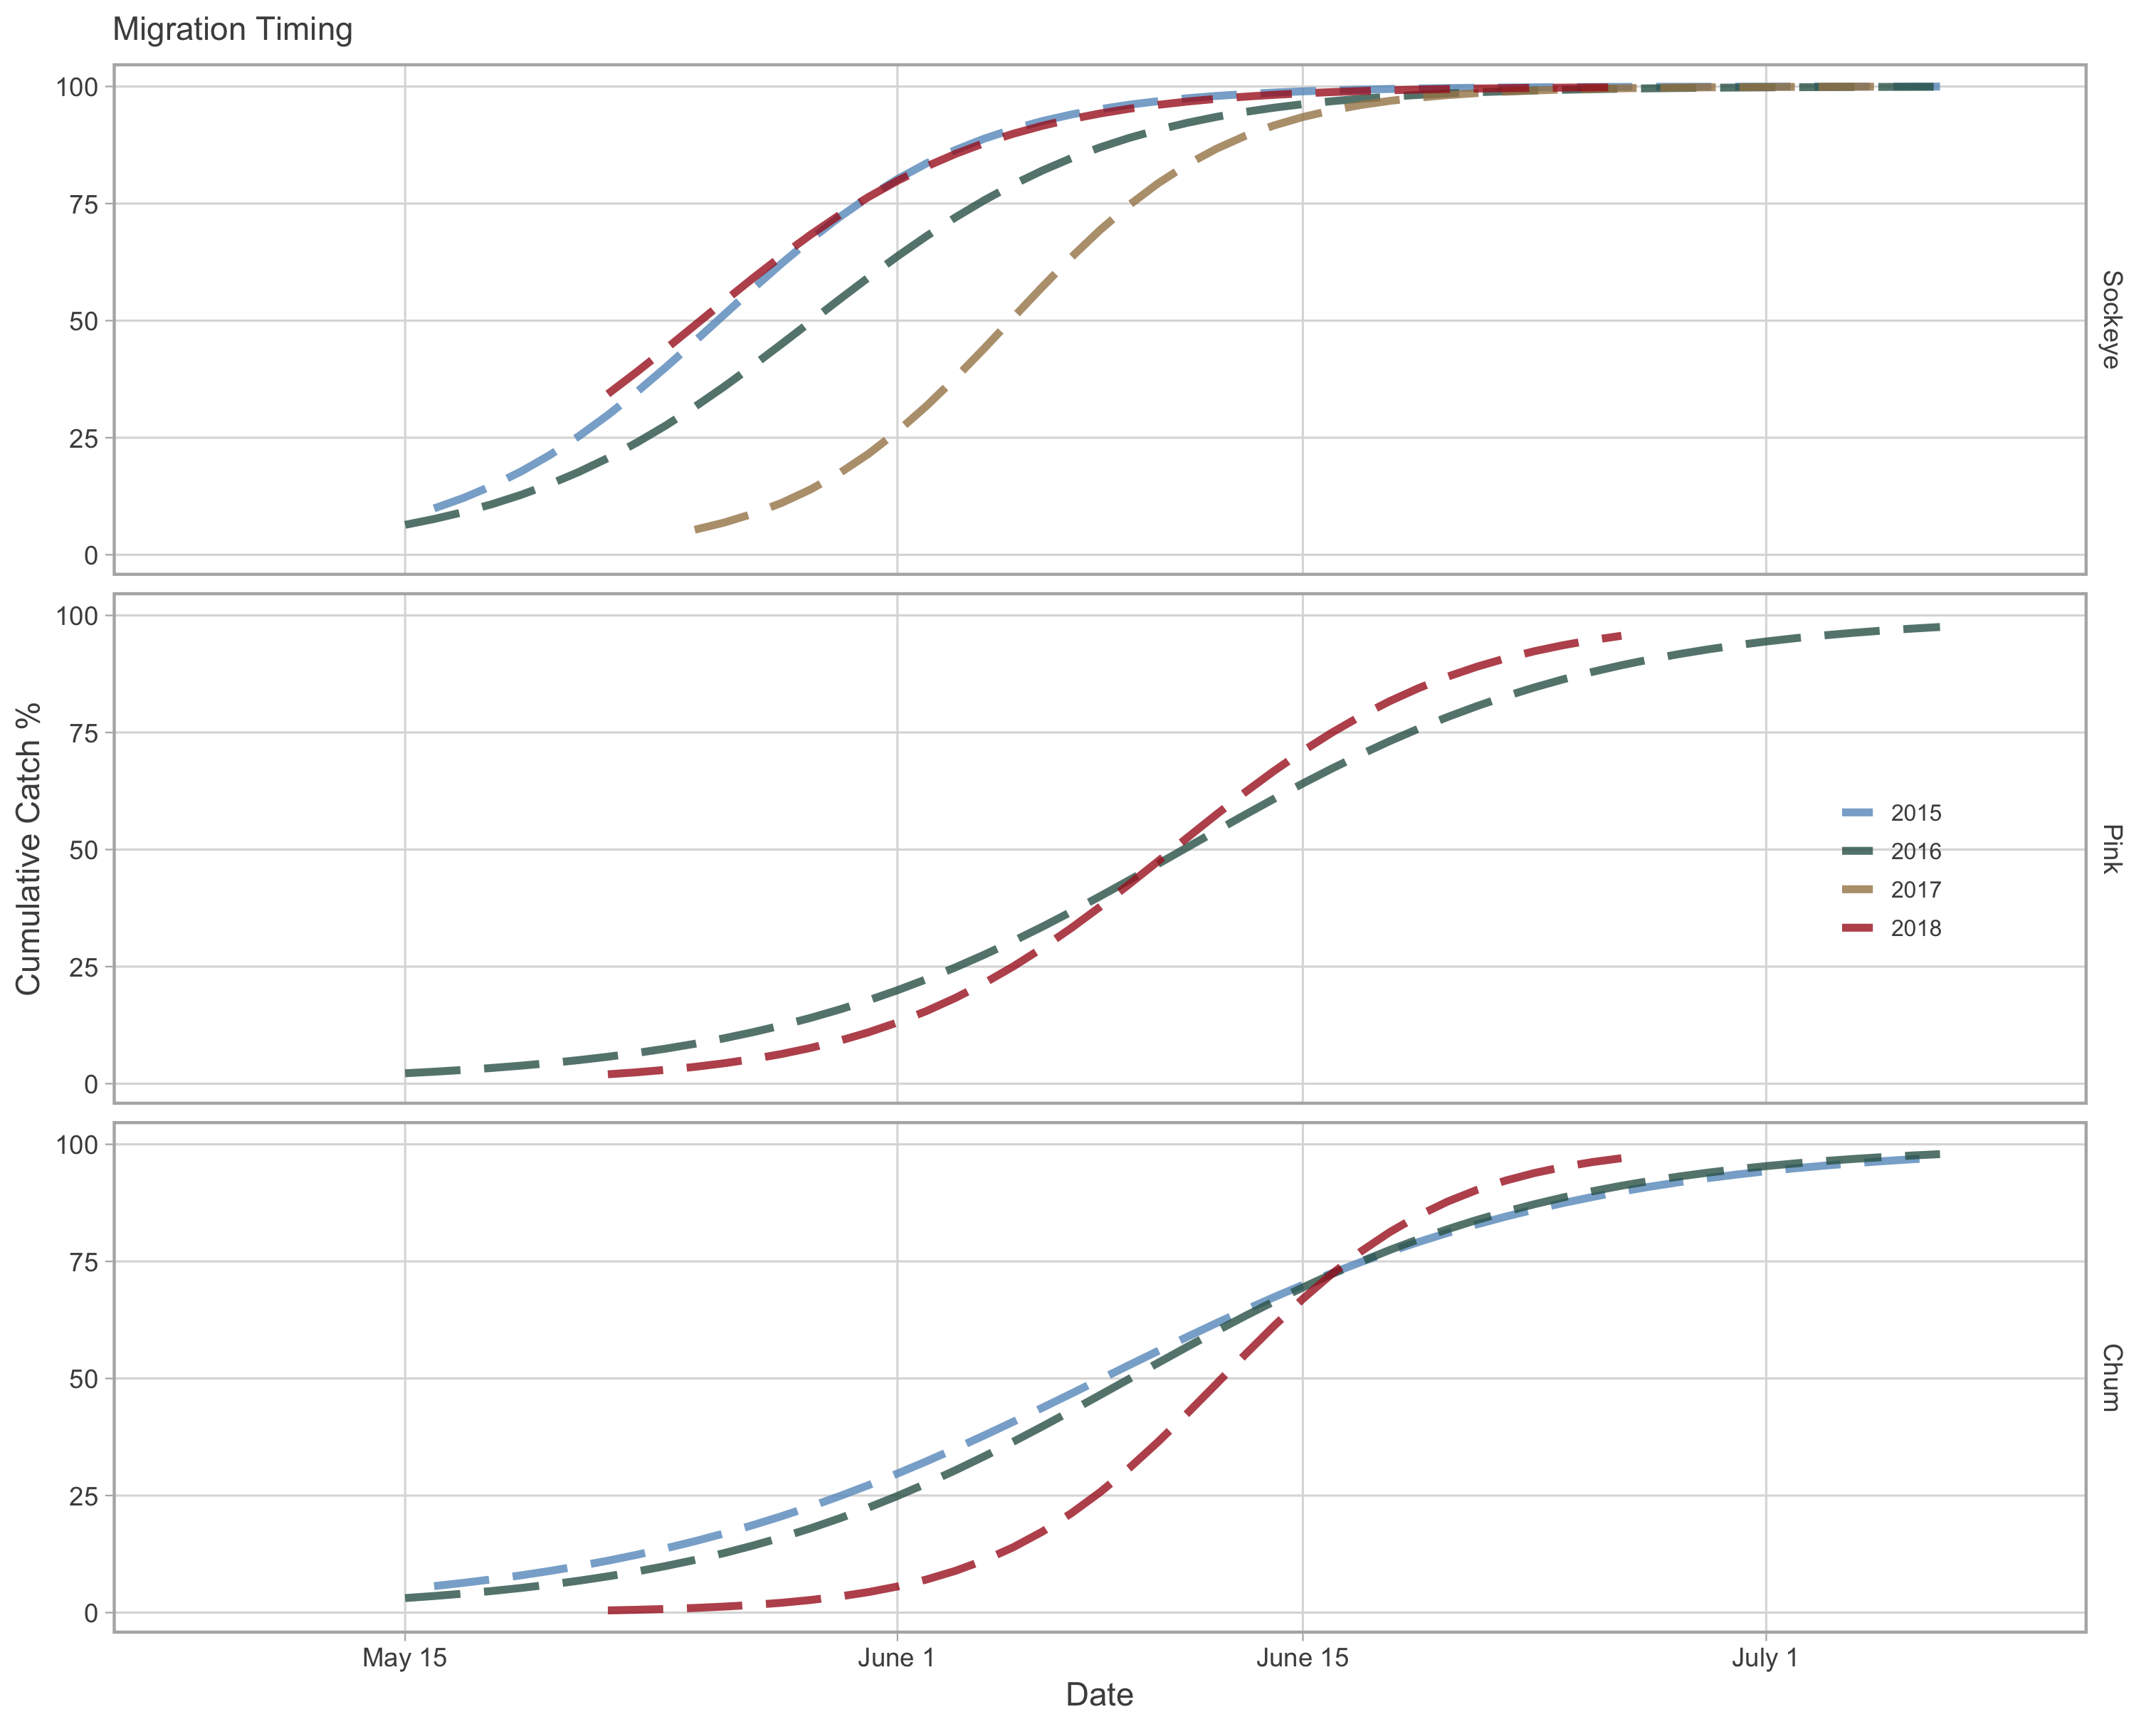 Migration Timing
100
75
50
25
0
Sockeye
100
75
50
25
0
Pink
2015
2016
2017
2018
Cumulative Catch %
100
75
50
25
0
Chum
May 15
June 1
June 15
July 1
Date